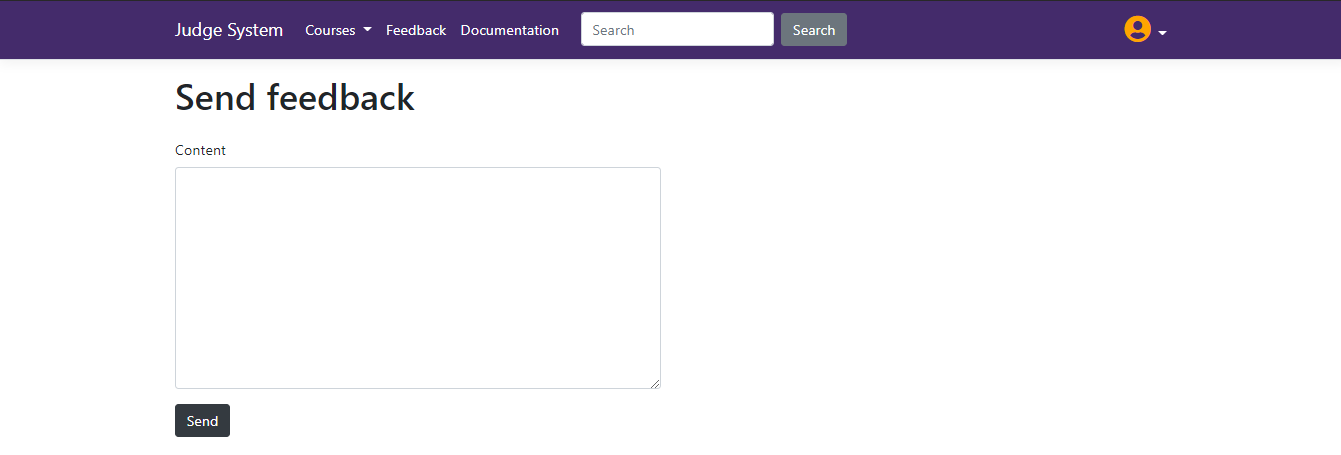 Judge System Courses Feedback Documentation Search Search
Send feedback
Content
Send